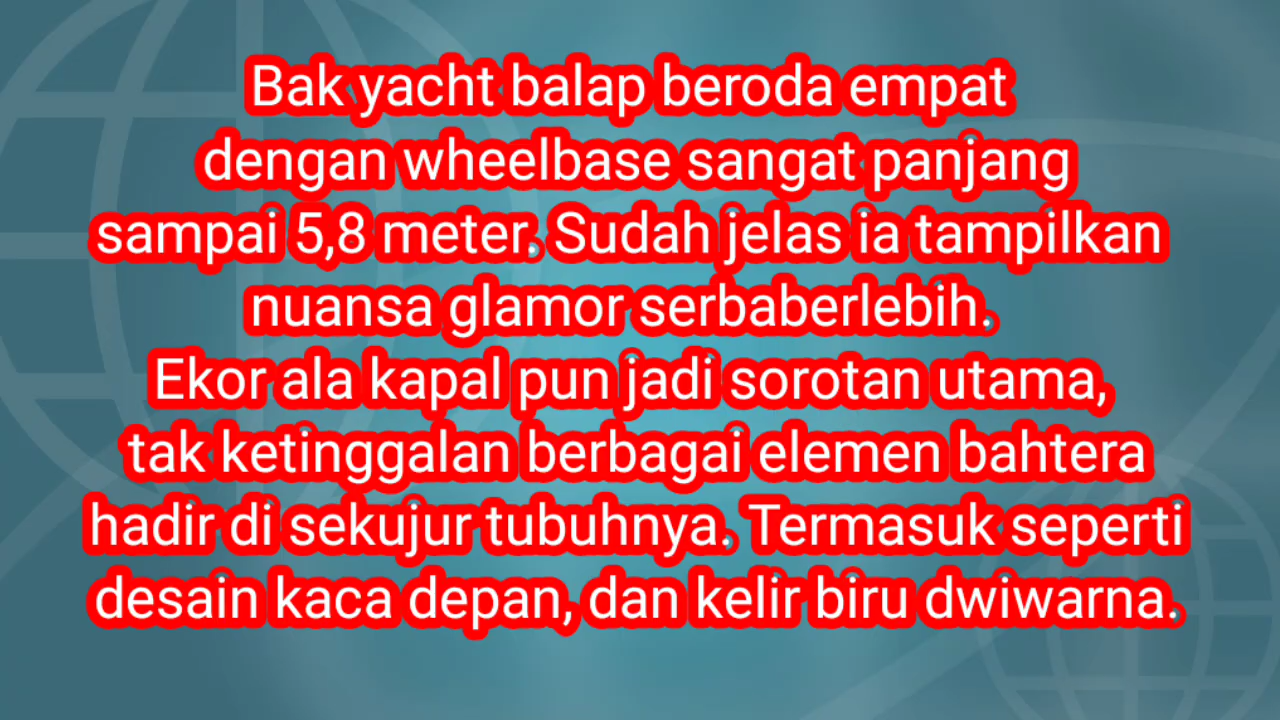 Bak yacht balap beroda empat
dengan wheelbase sangat panjang
sampai 5,8 meter. Sudah jelas ia tampilkan
nuansa glamor serbaberlebih.
Ekor ala kapal pun jadi sorotan utama,
tak ketinggalan berbagai elemen bahtera
hadir di sekujur tubuhnya. Termasuk seperti
desain kaca depan, dan kelir biru dwiwarna.